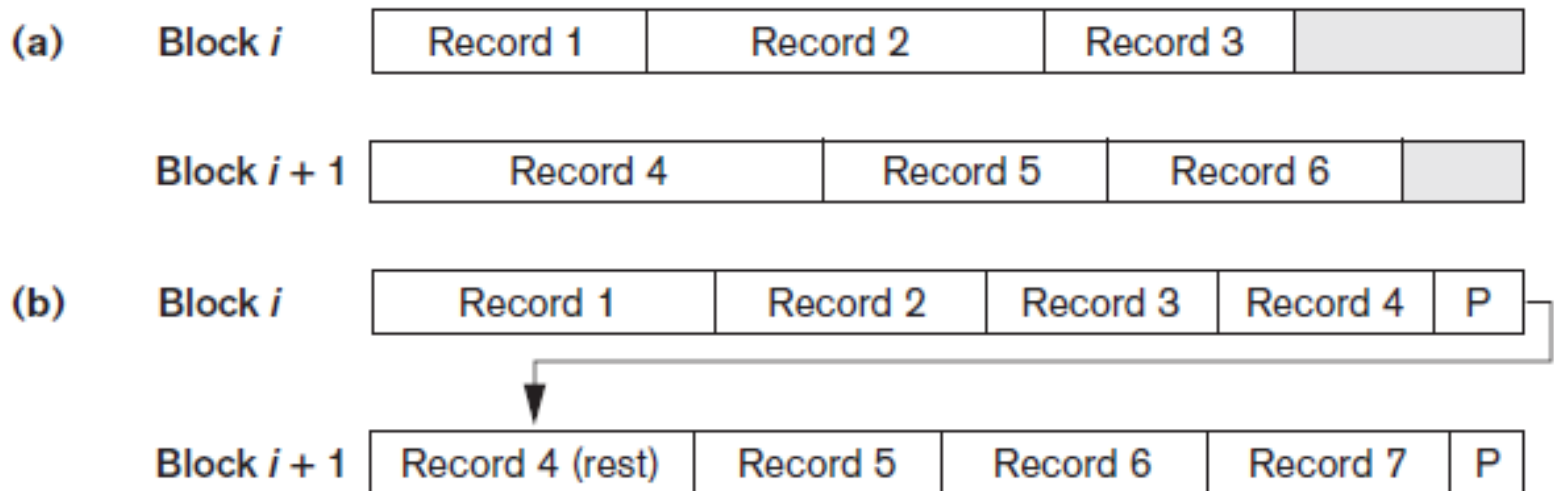 (a) Block i Record 1 Record 2 Record 3
Block i + 1 Record 4 Record 5 Record 6
(b) Block i Record 1 Record 2 Record 3 Record 4 P
Block i + 1 Record 4 (rest) Record 5 Record 6 Record 7 P